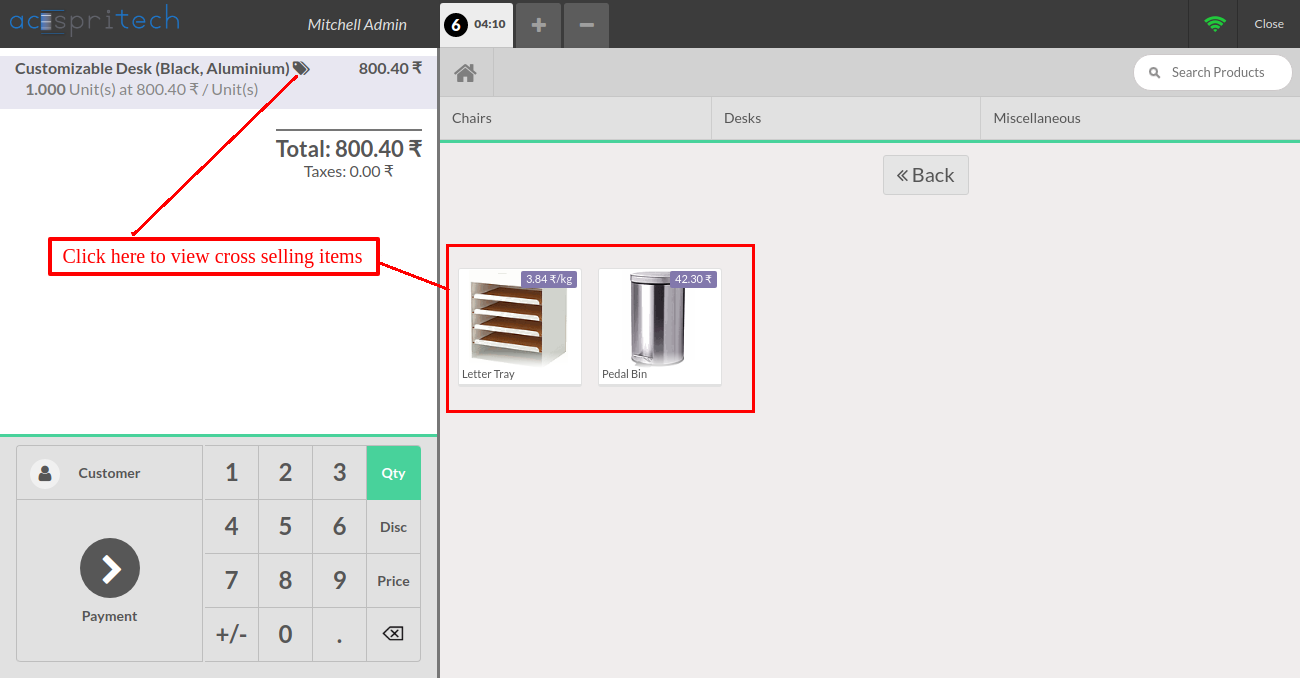 acespritech
Mitchell Admin
6 04:10
Close
Customizable Desk (Black, Aluminium) 800.40 ₹
1.000 Unit(s) at 800.40 ₹ / Unit(s)
Total: 800.40 ₹
Taxes: 0.00 ₹
Click here to view cross selling items
Search Products
Chairs Desks Miscellaneous
Back
3.84 ₹/kg
Letter Tray
42.30 ₹
Pedal Bin
Customer
Payment
1 2 3 Qty
4 5 6 Disc
7 8 9 Price
+/- 0 .